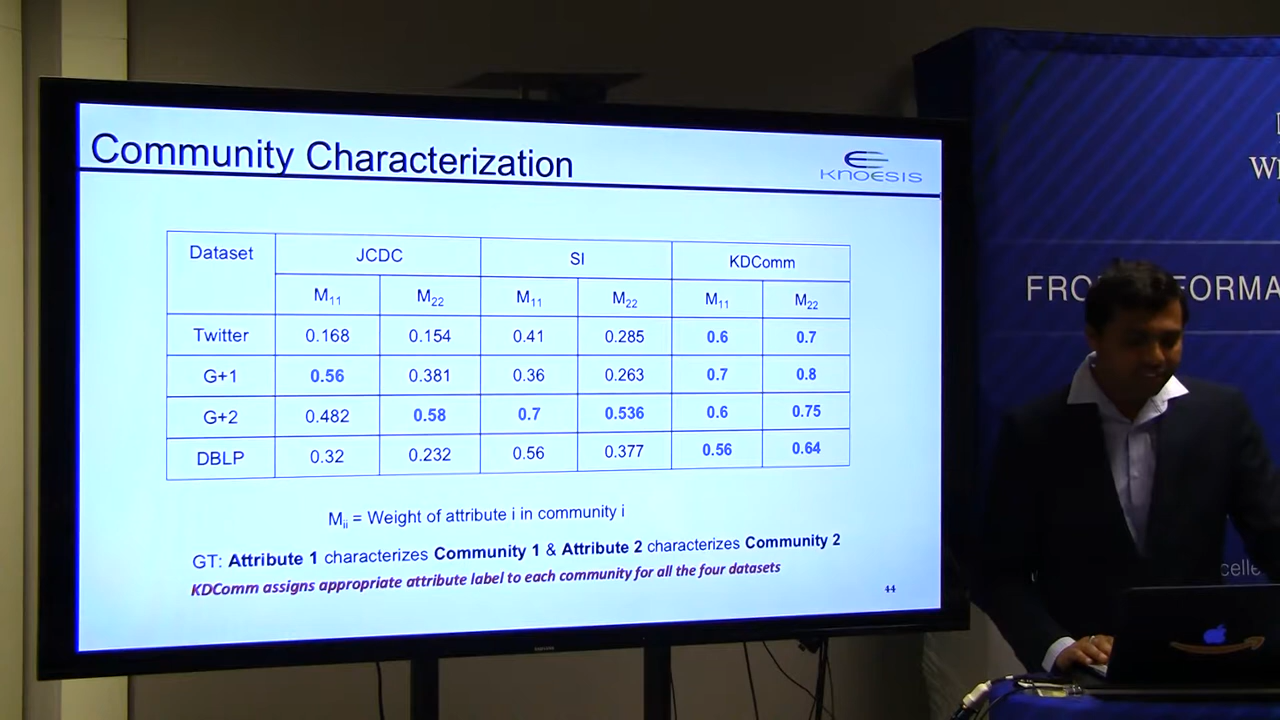 Community Characterization
KNOESIS
Dataset JCDC SI KDComm
M11 M22 M11 M22 M11 M22
Twitter 0.168 0.154 0.41 0.285 0.6 0.7
G+1 0.56 0.381 0.36 0.263 0.7 0.8
G+2 0.482 0.58 0.7 0.536 0.6 0.75
DBLP 0.32 0.232 0.56 0.377 0.56 0.64
Mii = Weight of attribute i in community i
GT: Attribute 1 characterizes Community 1 & Attribute 2 characterizes Community 2
KDComm assigns appropriate attribute label to each community for all the four datasets
44